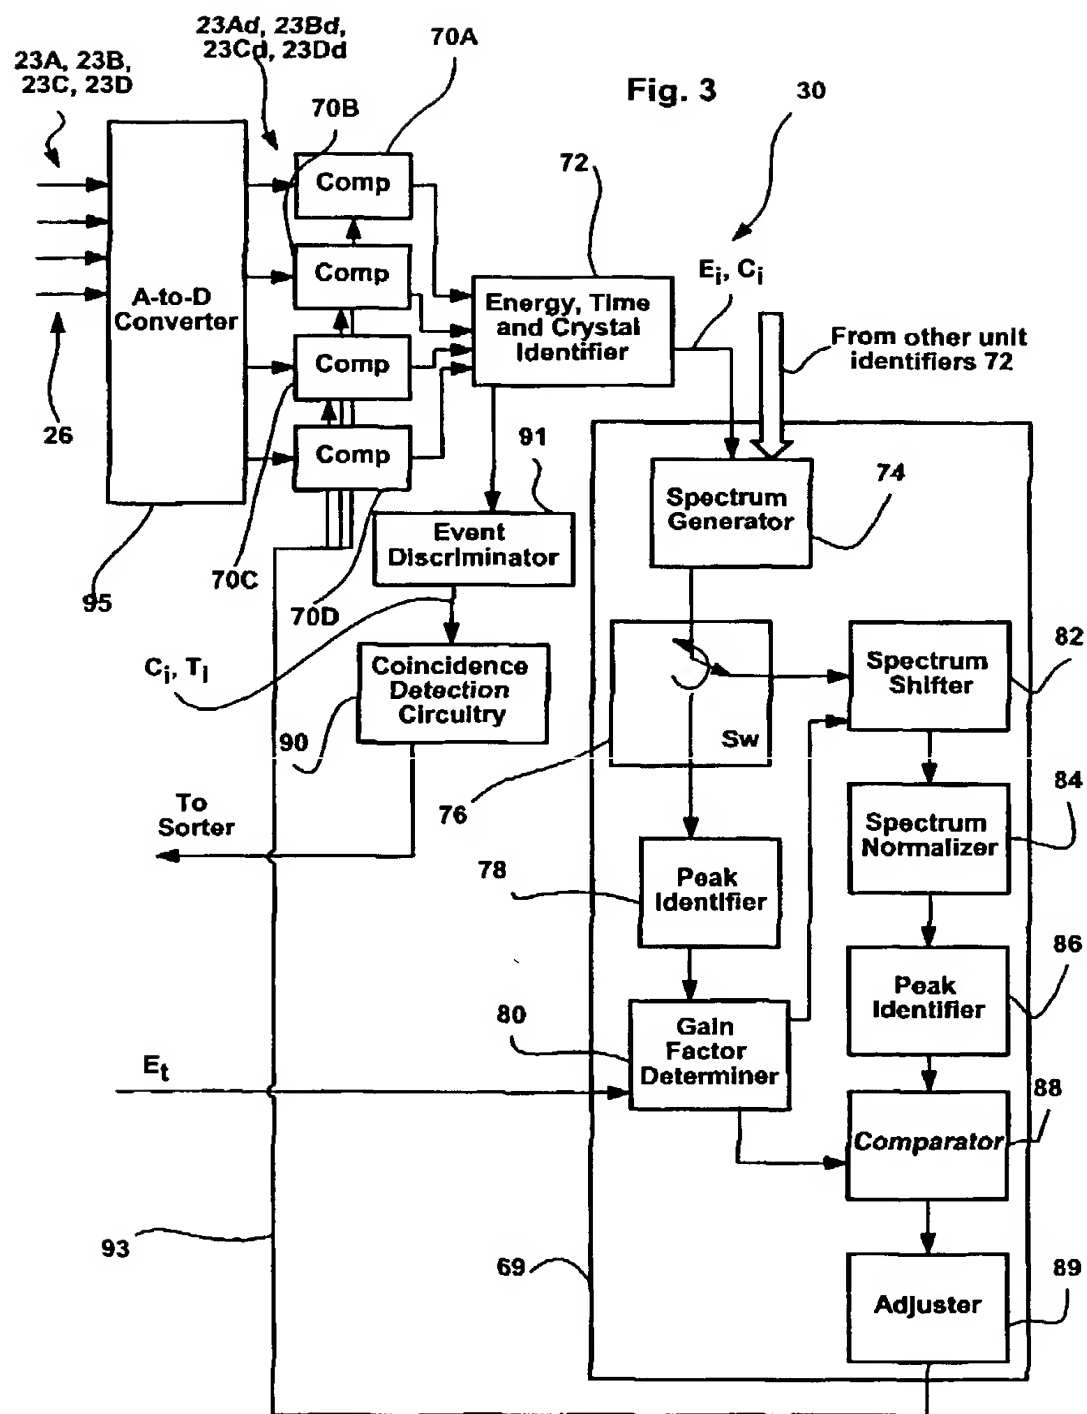 23Ad, 23Bd,
23Cd, 23Dd
70A
23A, 23B,
23C, 23D
Fig. 3
30
70B
72
Comp
Comp
Comp
Comp
A-to-D
Converter
Energy, Time
and Crystal
Identifier
Ei, Ci
From other unit
identifiers 72
26
91
Spectrum
Generator
74
Event
Discriminator
70C
95
70D
Ci, Ti
Coincidence
Detection
Circuitry
Spectrum
Shifter
82
90
Sw
76
To
Sorter
Spectrum
Normalizer
84
78
Peak
Identifier
86
Peak
Identifier
80
Gain
Factor
Determiner
Et
88
Comparator
93
69
89
Adjuster